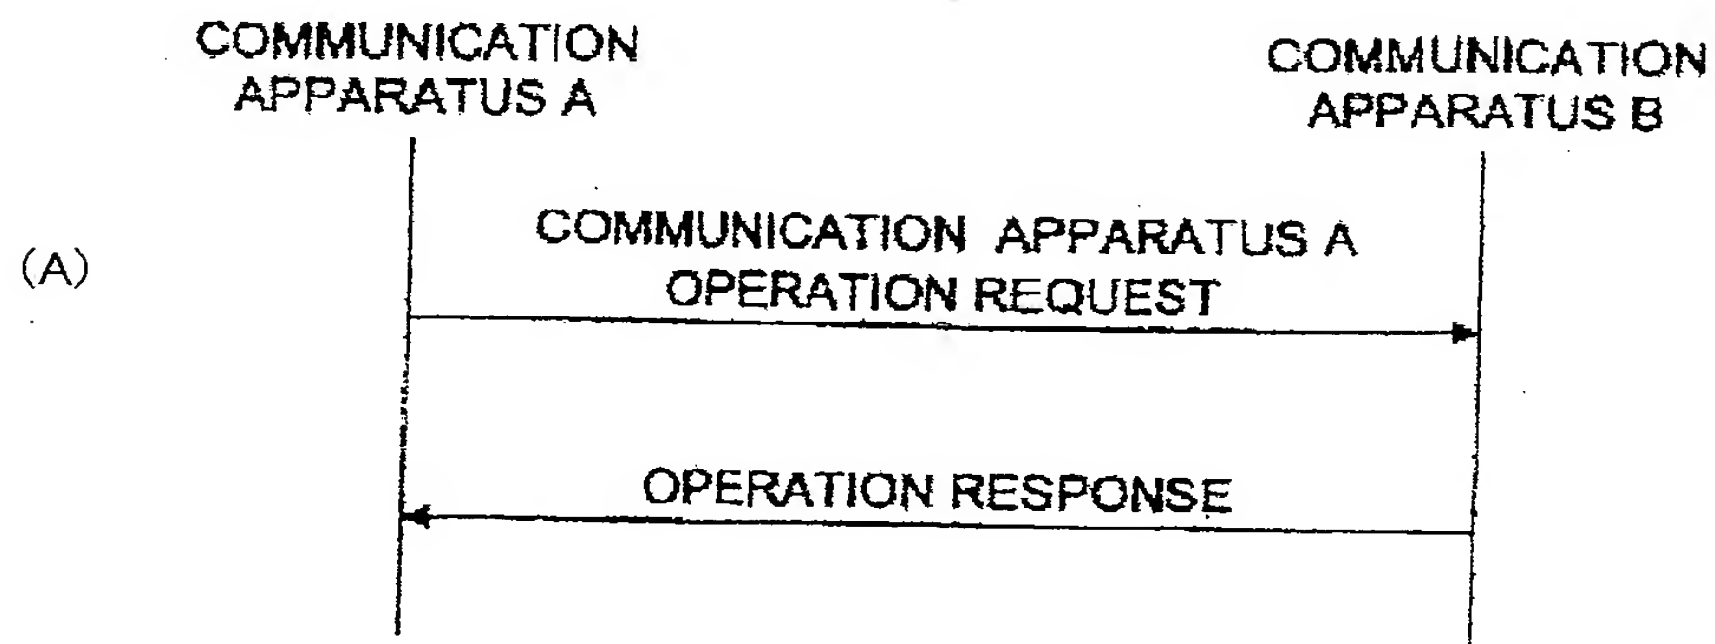 COMMUNICATION
APPARATUS A
COMMUNICATION
APPARATUS B
(A)
COMMUNICATION APPARATUS A
OPERATION REQUEST
OPERATION RESPONSE